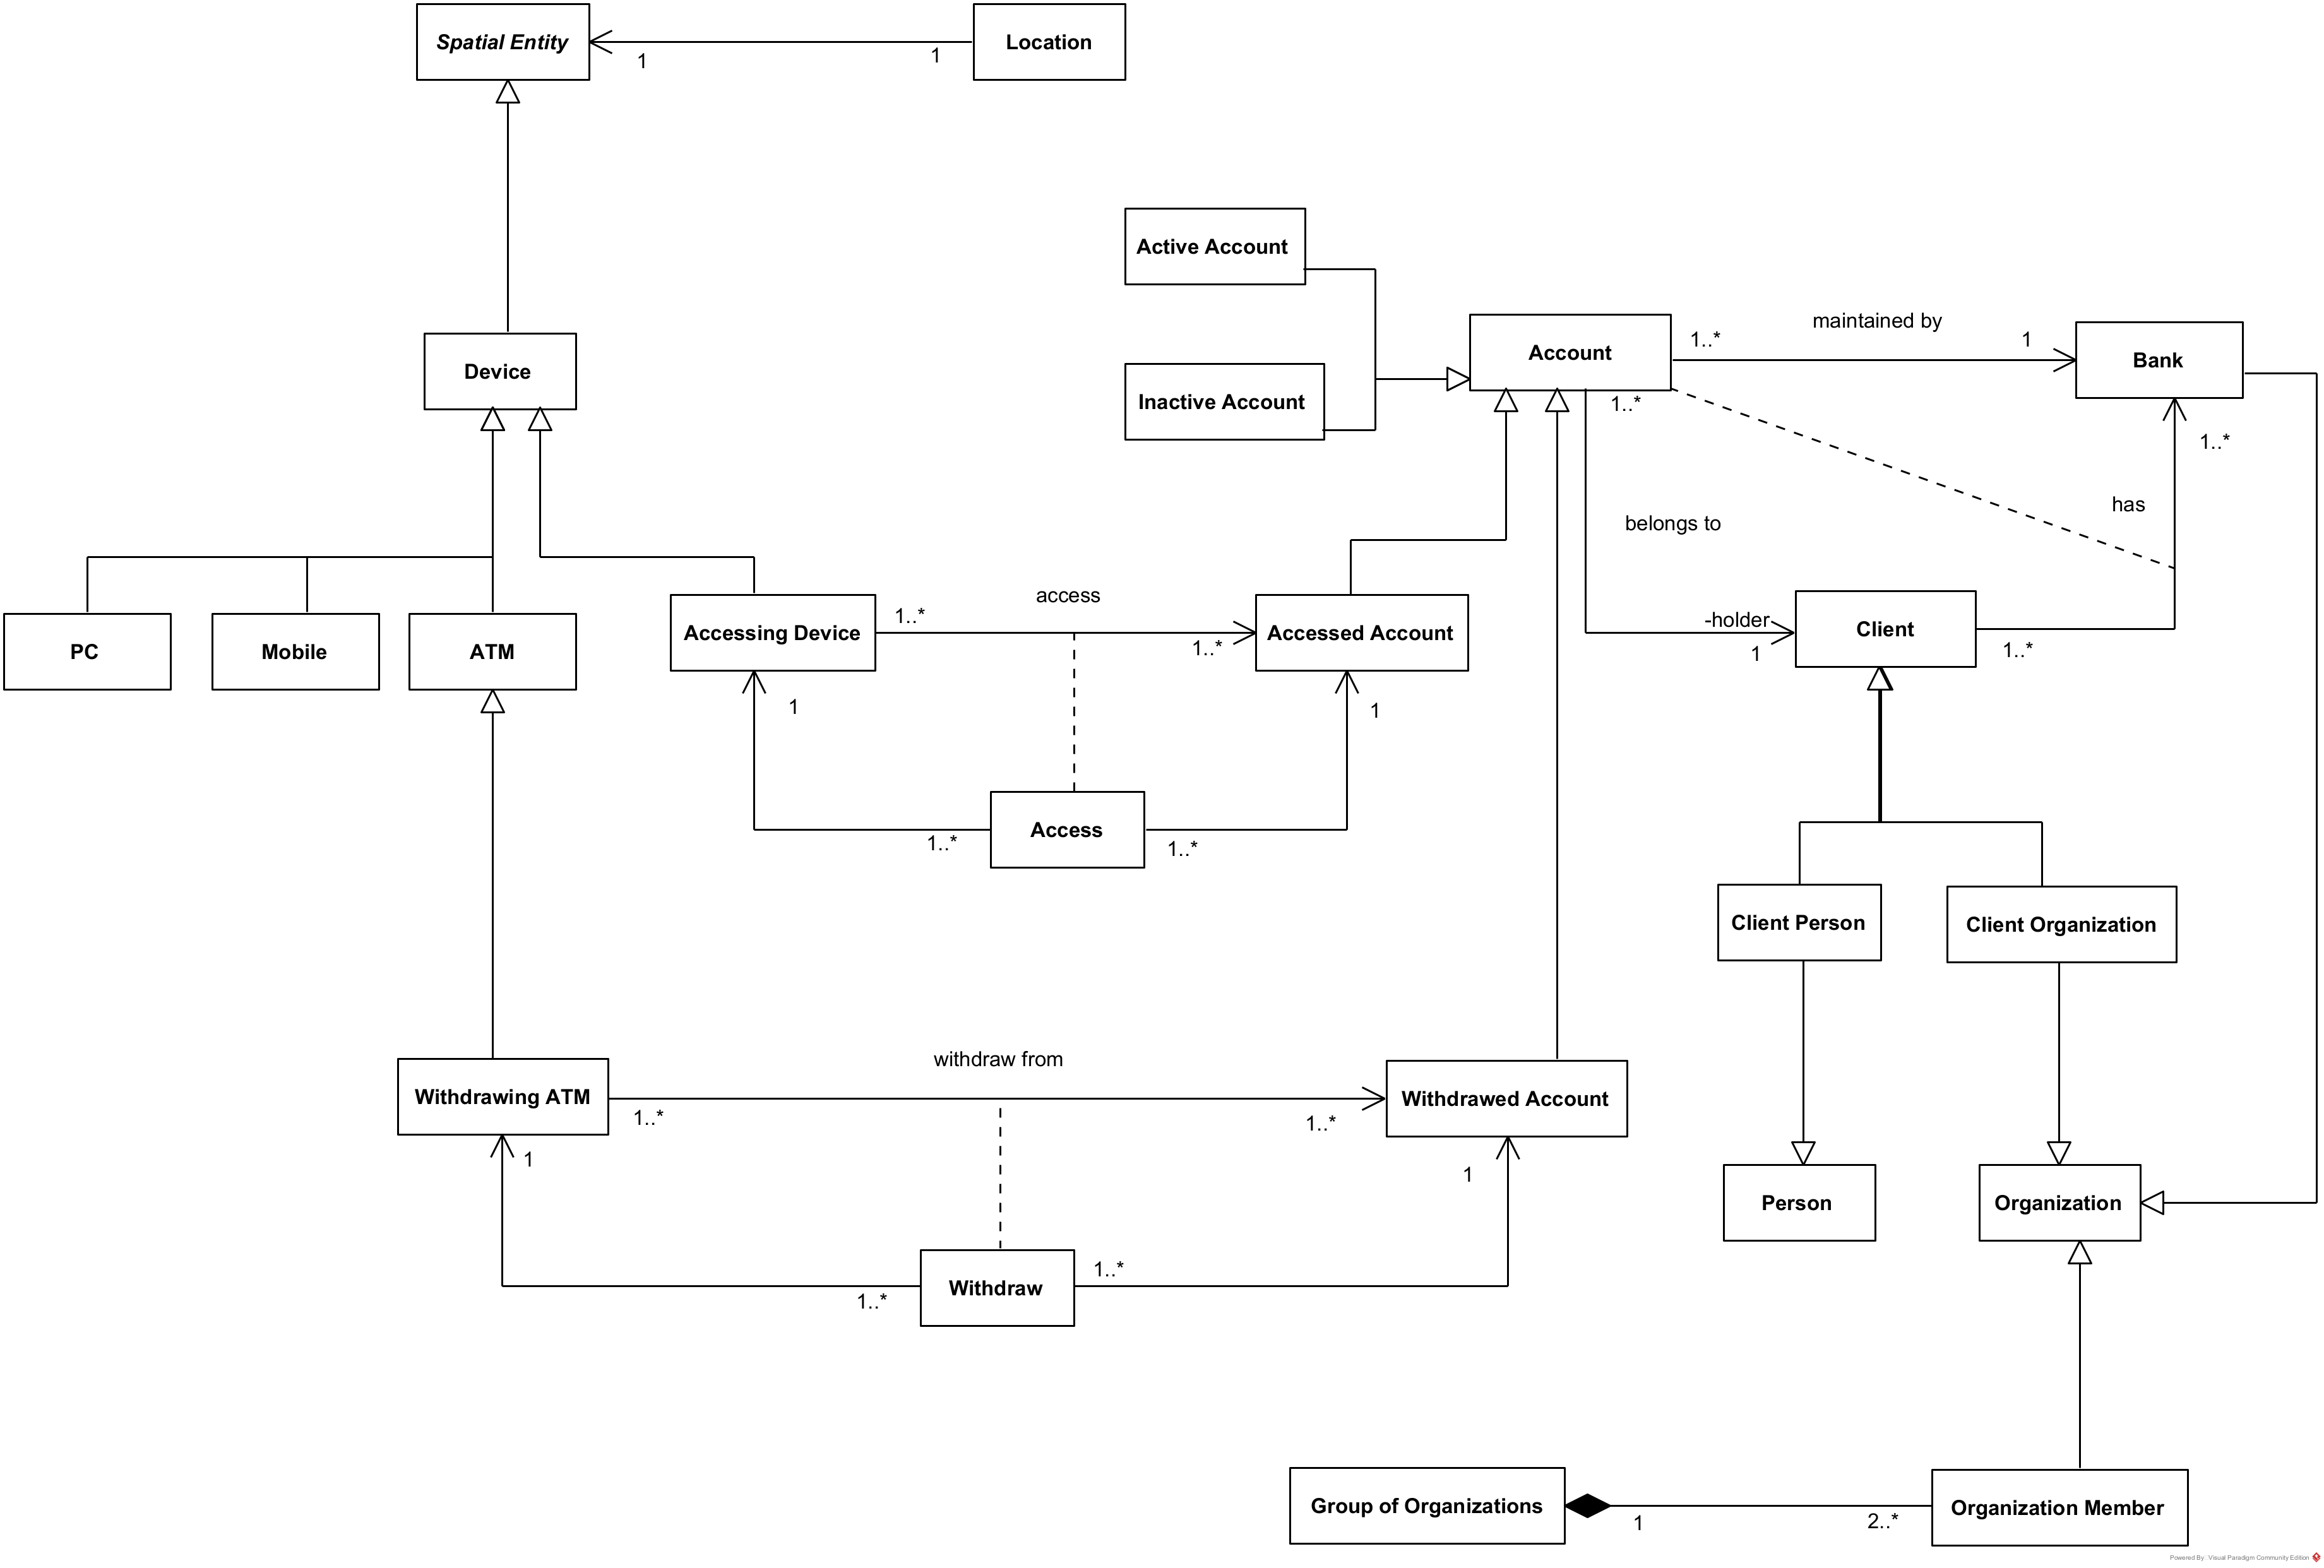 Spatial Entity
1
1
Location
Active Account
Inactive Account
Account
1..*
maintained by
1
Bank
Device
1..*
1..*
has
belongs to
-holder
1
Client
1..*
PC
Mobile
ATM
Accessing Device
1..*
access
1..*
Accessed Account
1
1
Access
1..*
1..*
Client Person
Client Organization
Withdrawing ATM
1..*
withdraw from
1..*
Withdrawed Account
1
1
Person
Organization
Withdraw
1..*
1..*
Group of Organizations
1
2..*
Organization Member
Powered By: Visual Paradigm Community Edition